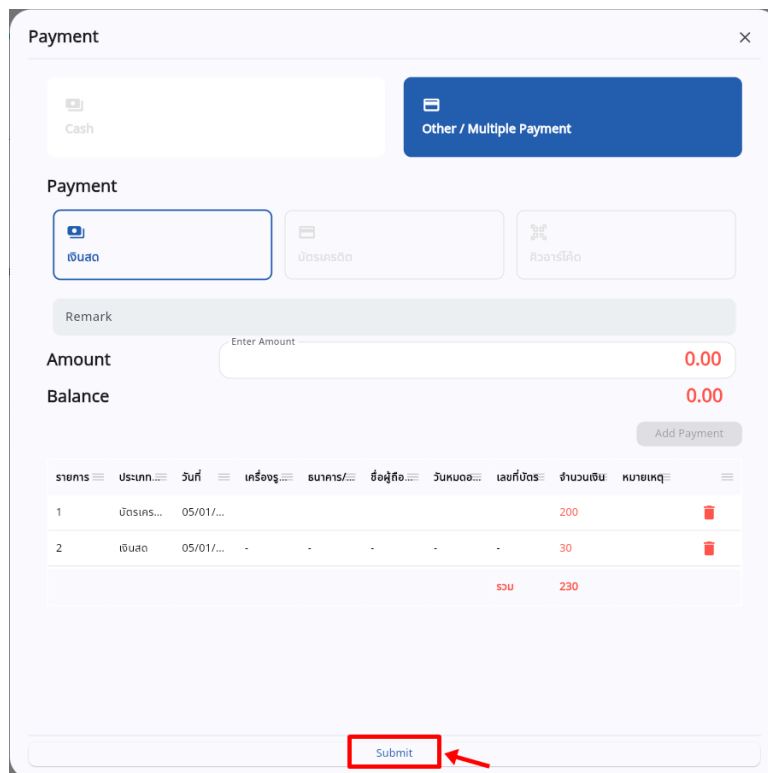 Payment
Cash
Other / Multiple Payment
Payment
เงินสด
บัตรเครดิต
คิวอาร์โค้ด
Remark
Enter Amount
Amount 0.00
Balance 0.00
Add Payment
รายการ ประเภท... วันที่ เครื่องรู... ธนาคาร/... ชื่อผู้ถือ... วันหมดอ... เลขที่บัตร จำนวนเงิน หมายเหตุ
1 บัตรเคร... 05/01/... 200
2 เงินสด 05/01/... - - - - - 30
รวม 230
Submit